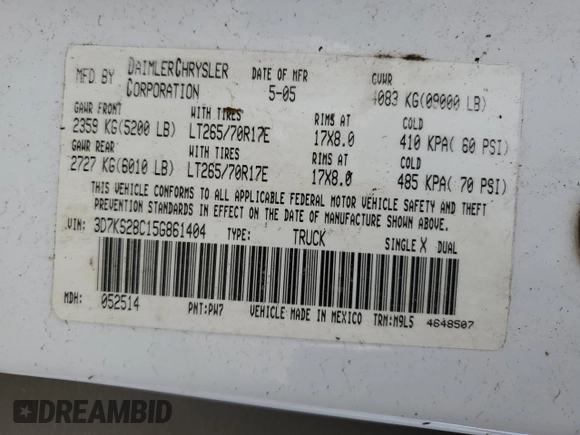 MFD BY DAIMLERCHRYSLER CORPORATION DATE OF MFR 5-05 GVWR 4083 KG(09000 LB)
GAWR FRONT WITH TIRES RIMS AT COLD
2359 KG(5200 LB) LT265/70R17E 17X8.0 410 KPA( 60 PSI)
GAWR REAR WITH TIRES RIMS AT COLD
2727 KG(6010 LB) LT265/70R17E 17X8.0 485 KPA( 70 PSI)
THIS VEHICLE CONFORMS TO ALL APPLICABLE FEDERAL MOTOR VEHICLE SAFETY AND THEFT
PREVENTION STANDARDS IN EFFECT ON THE DATE OF MANUFACTURE SHOWN ABOVE.
VIN: 3D7KS28C15G861404 TYPE: TRUCK SINGLE X DUAL
MDH: 052514 PNT:PW7 VEHICLE MADE IN MEXICO TRM:M9L5 4648507
DREAMBID